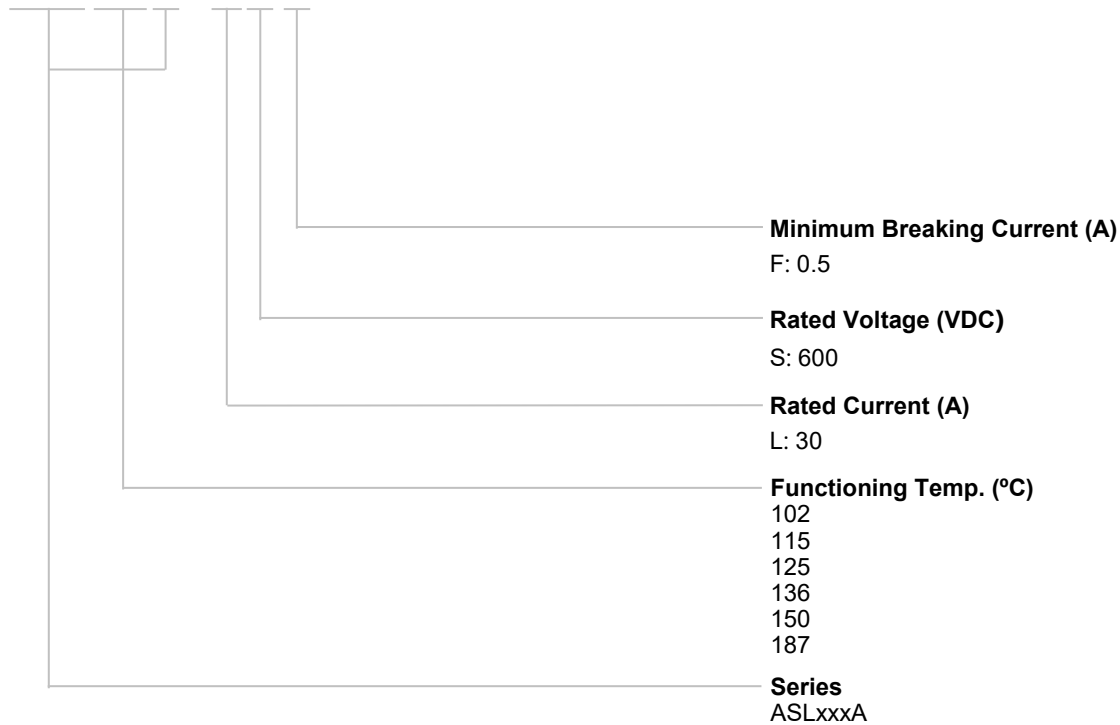 Minimum Breaking Current (A)
F: 0.5
Rated Voltage (VDC)
S: 600
Rated Current (A)
L: 30
Functioning Temp. (ºC)
102
115
125
136
150
187
Series
ASLxxxA